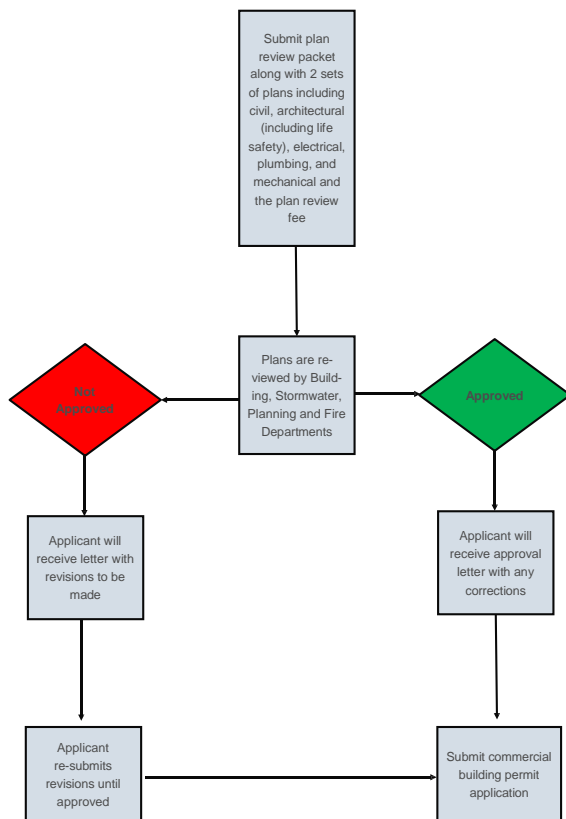 Submit plan
review packet
along with 2 sets
of plans including
civil, architectural
(including life
safety), electrical,
plumbing, and
mechanical and
the plan review
fee
Plans are re-
viewed by Build-
ing, Stormwater,
Planning and Fire
Departments
Not
Approved
Approved
Applicant will
receive letter with
revisions to be
made
Applicant will
receive approval
letter with any
corrections
Applicant
re-submits
revisions until
approved
Submit commercial
building permit
application